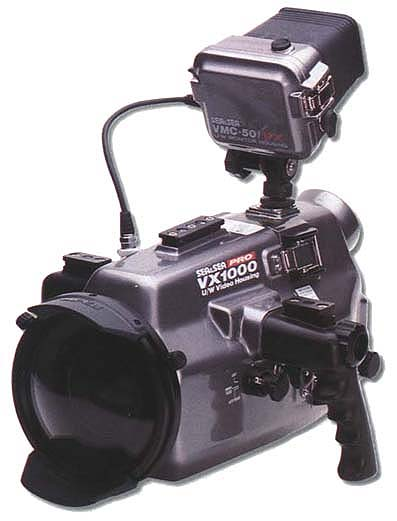 SEA&SEA
VMC-50
U/W MONITOR HOUSING
SEA&SEA PRO
VX1000
U/W Video Housing